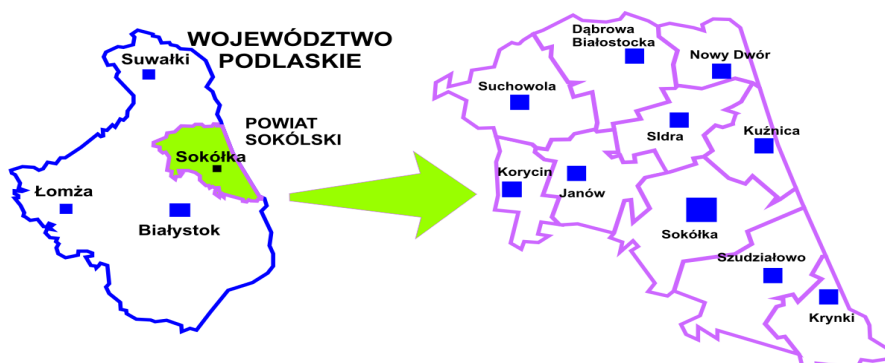 WOJEWÓDZTWO
PODLASKIE
Suwałki
POWIAT
SOKÓLSKI
Sokółka
Łomża
Białystok
Dąbrowa
Białostocka
Nowy Dwór
Suchowola
SIdra
Kuźnica
Korycin
Janów
Sokółka
Szudziałowo
Krynki